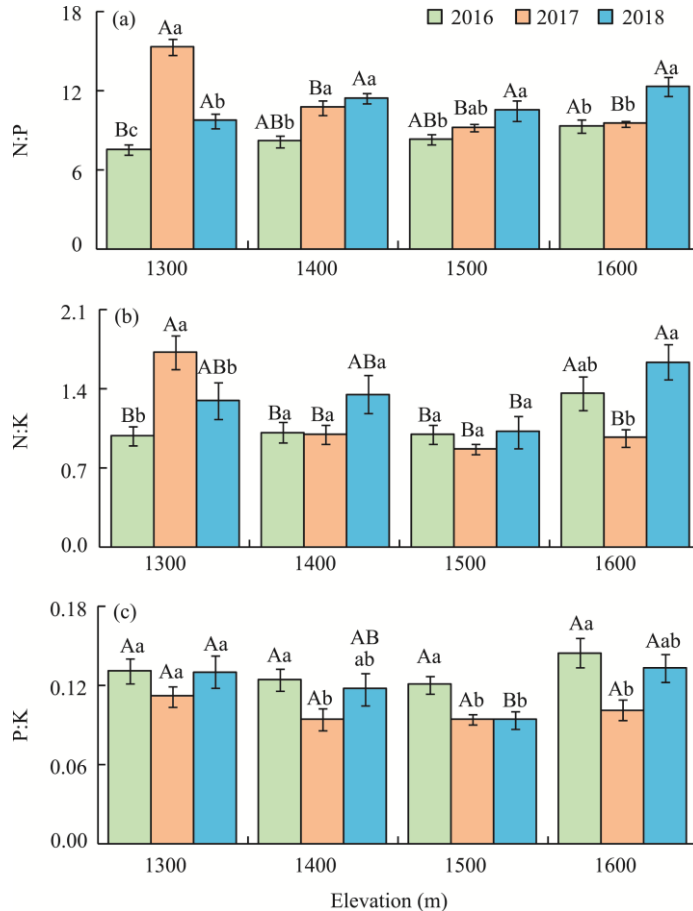 18 (a) 2016 2017 2018
Aa
Aa
Aa
Ba Aa
12 Ab Bab Ab Bb
Bc ABb ABb
N:P
6
0
1300 1400 1500 1600
2.1
(b)
Aa Aa
ABb ABa Aab
1.4
Bb Ba Ba Ba Ba Ba Bb
N:K
0.7
0.0
1300 1400 1500 1600
0.18
(c)
Aa Aa Aa AB ab Aa Aa Aab
Aa Ab Ab Bb Ab
0.12
P:K
0.06
0.00
1300 1400 1500 1600
Elevation (m)